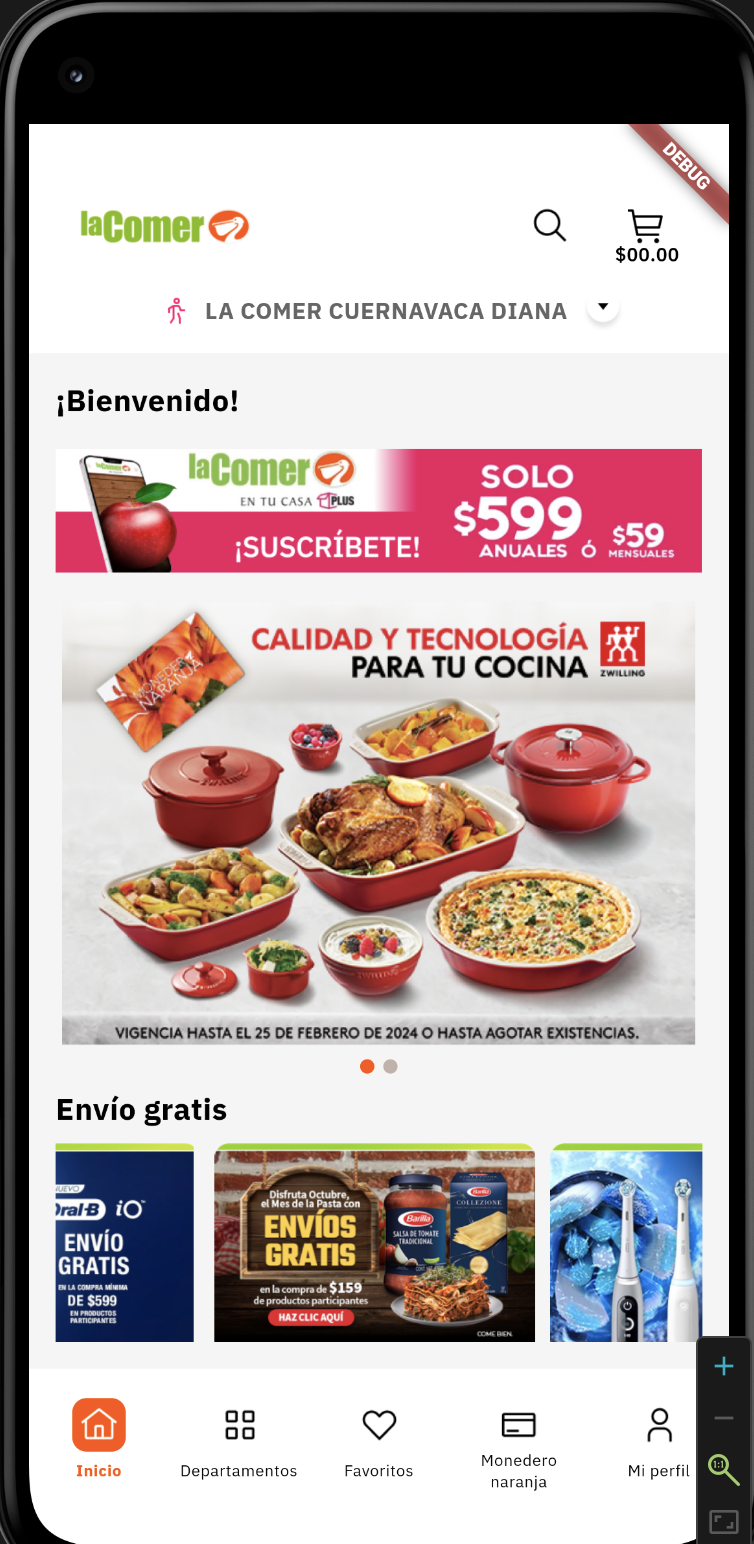 DEBUG
laComer
$00.00
LA COMER CUERNAVACA DIANA
¡Bienvenido!
laComer
EN TU CASA PLUS
¡SUSCRÍBETE!
SOLO
$599
ANUALES Ó $59
MENSUALES
MONEDERO
NARANJA
CALIDAD Y TECNOLOGÍA
PARA TU COCINA
ZWILLING
VIGENCIA HASTA EL 25 DE FEBRERO DE 2024 O HASTA AGOTAR EXISTENCIAS.
Envío gratis
NUEVO
Oral-B iO
ENVÍO
GRATIS
EN LA COMPRA MÍNIMA
DE $599
EN PRODUCTOS
PARTICIPANTES
Disfruta Octubre,
el Mes de la Pasta con
ENVÍOS
GRATIS
en la compra de $159
de productos participantes
HAZ CLIC AQUÍ
Barilla
SALSA DE TOMATE
TRADICIONAL
Barilla
COLLEZIONE
COME BIEN.
Inicio
Departamentos
Favoritos
Monedero
naranja
Mi perfil
1:1